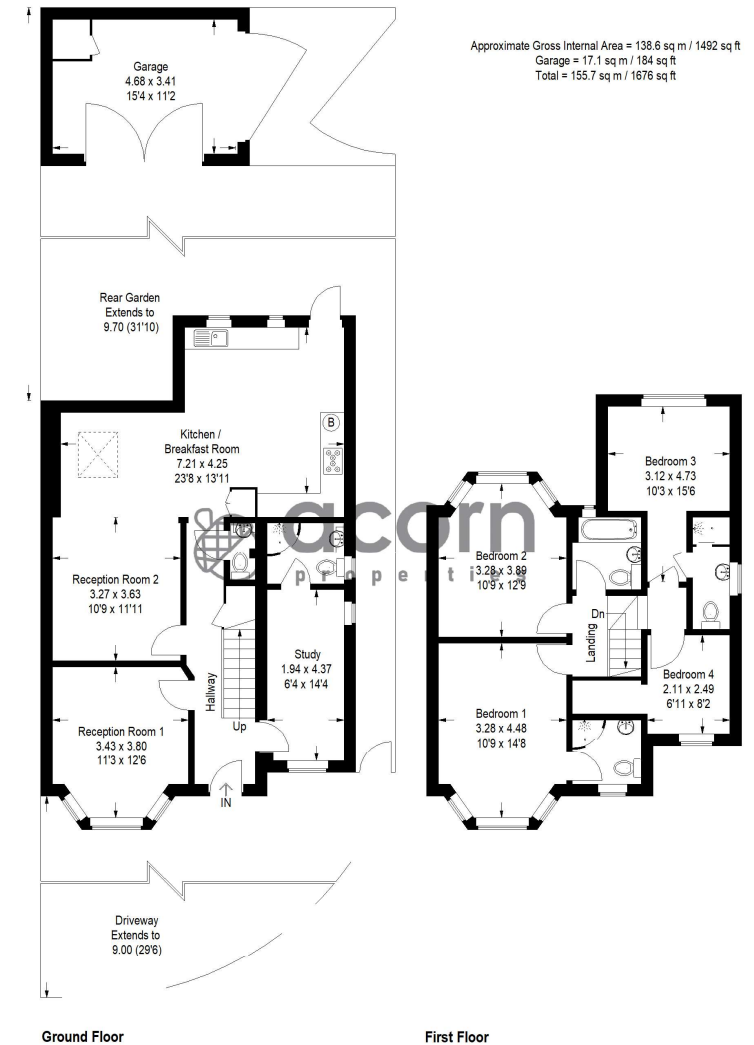 Approximate Gross Internal Area = 138.6 sq m / 1492 sq ft
Garage = 17.1 sq m / 184 sq ft
Total = 155.7 sq m / 1676 sq ft
Garage
4.68 x 3.41
15'4 x 11'2
Rear Garden
Extends to
9.70 (31'10)
Kitchen /
Breakfast Room
7.21 x 4.25
23'8 x 13'11
B
Reception Room 2
3.27 x 3.63
10'9 x 11'11
Study
1.94 x 4.37
6'4 x 14'4
Hallway
Up
Reception Room 1
3.43 x 3.80
11'3 x 12'6
IN
Driveway
Extends to
9.00 (29'6)
Ground Floor
Bedroom 3
3.12 x 4.73
10'3 x 15'6
Bedroom 2
3.28 x 3.89
10'9 x 12'9
Dn
Landing
Bedroom 4
2.11 x 2.49
6'11 x 8'2
Bedroom 1
3.28 x 4.48
10'9 x 14'8
First Floor
acorn
properties